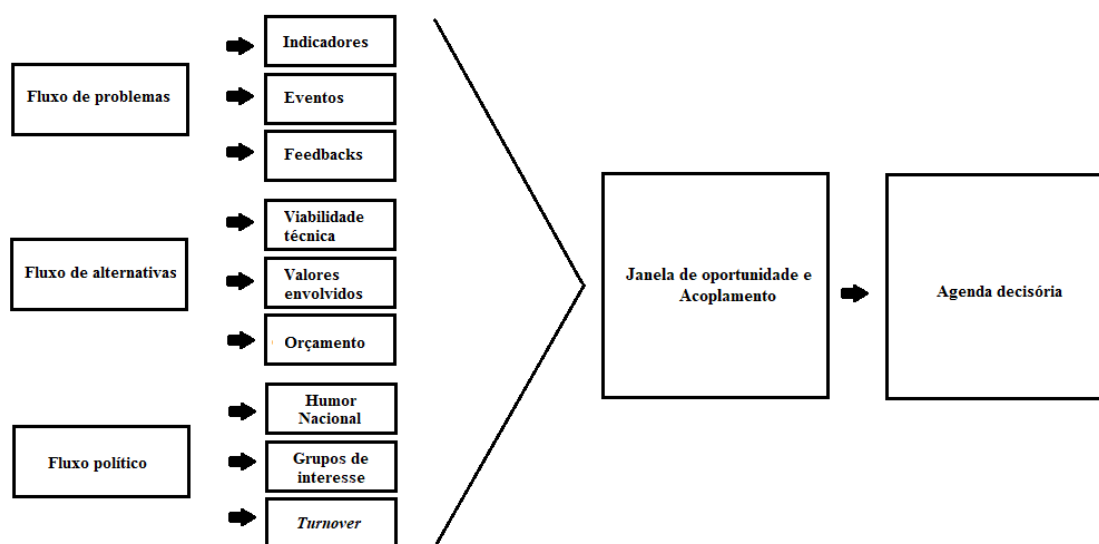 Fluxo de problemas
Indicadores
Eventos
Feedbacks
Fluxo de alternativas
Viabilidade
técnica
Valores
envolvidos
Orçamento
Fluxo político
Humor
Nacional
Grupos de
interesse
Turnover
Janela de oportunidade e
Acoplamento
Agenda decisória